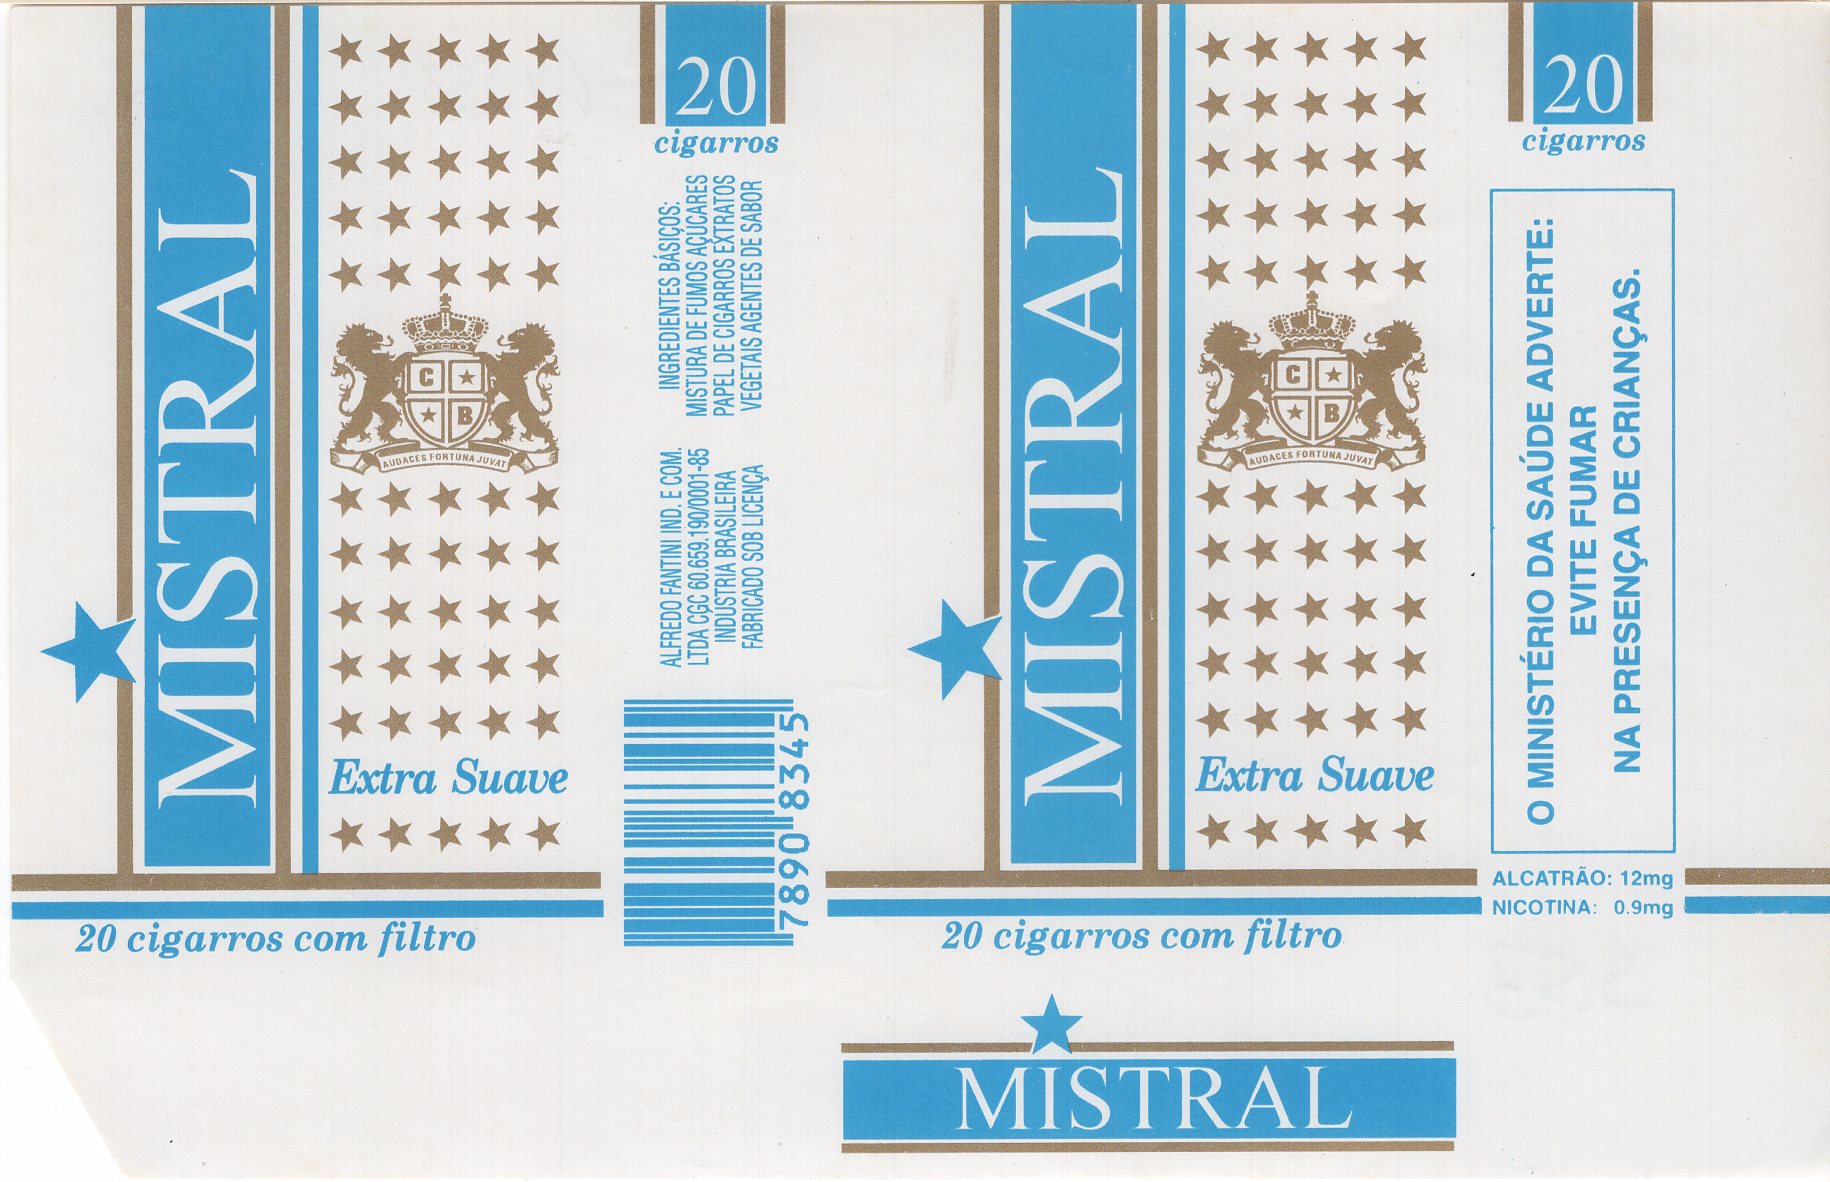 MISTRAL
C
B
AUDACES FORTUNA JUVAT
Extra Suave
20 cigarros com filtro
20
cigarros
INGREDIENTES BÁSICOS:
MISTURA DE FUMOS AÇUCARES
PAPEL DE CIGARROS EXTRATOS
VEGETAIS AGENTES DE SABOR
ALFREDO FANTINI IND. E COM.
LTDA CGC 60.659.190/0001-85
INDÚSTRIA BRASILEIRA
FABRICADO SOB LICENÇA
7890 8345
MISTRAL
C
B
AUDACES FORTUNA JUVAT
Extra Suave
20 cigarros com filtro
20
cigarros
O MINISTÉRIO DA SAÚDE ADVERTE:
EVITE FUMAR
NA PRESENÇA DE CRIANÇAS.
ALCATRÃO: 12mg
NICOTINA: 0.9mg
MISTRAL